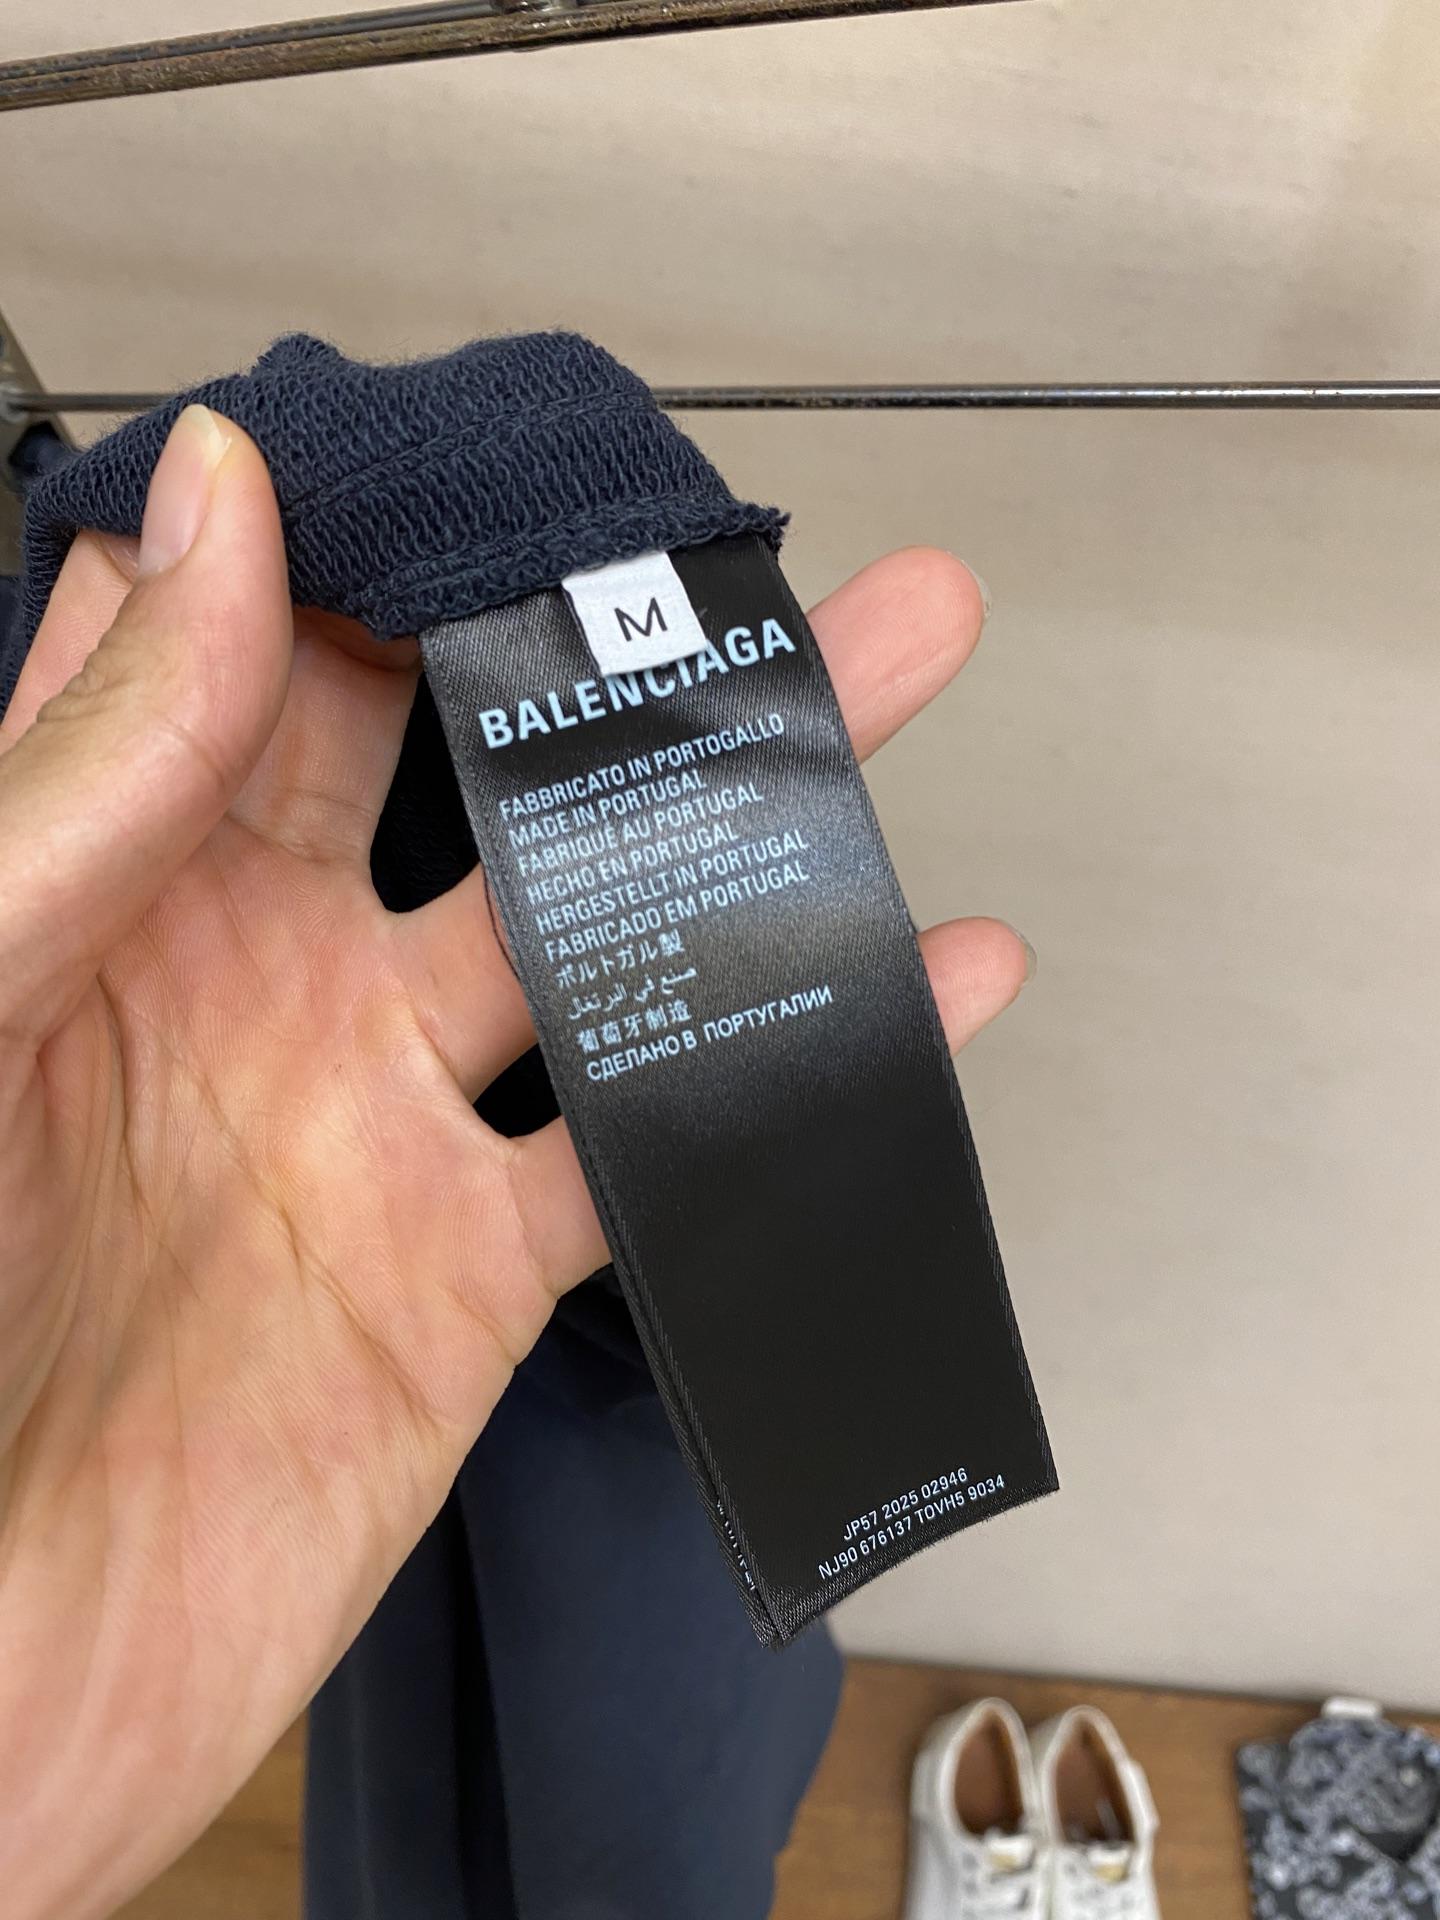 M
BALENCIAGA
FABBRICATO IN PORTOGALLO
MADE IN PORTUGAL
FABRIQUÉ AU PORTUGAL
HECHO EN PORTUGAL
HERGESTELLT IN PORTUGAL
FABRICADO EM PORTUGAL
ポルトガル製
صنع في البرتغال
葡萄牙制造
СДЕЛАНО В ПОРТУГАЛИИ
JP57 2025 02946
NJ90 676137 TOVH5 9034